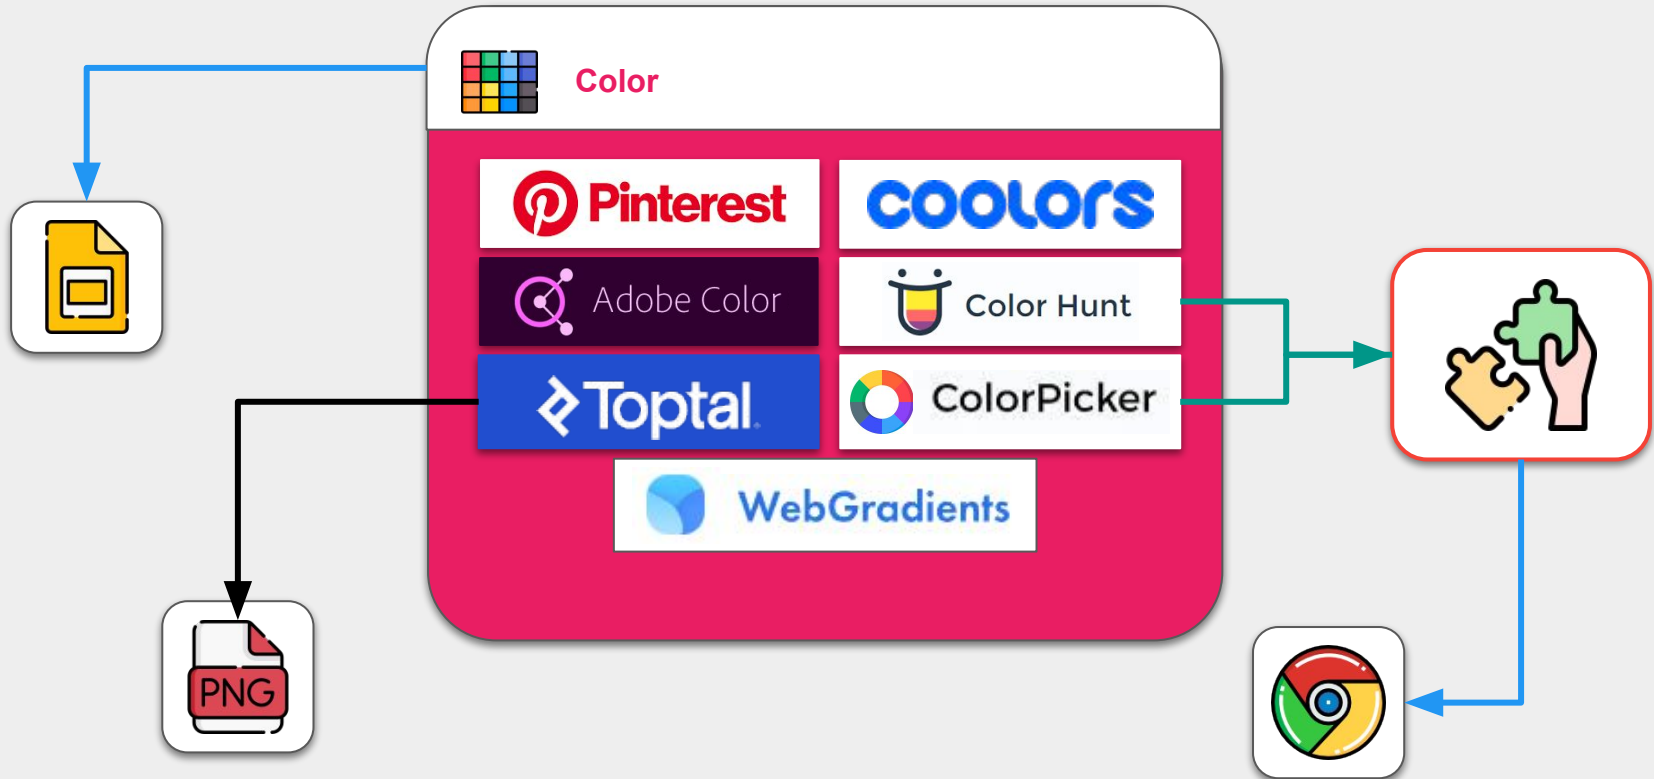 Color
Pinterest
coolors
Adobe Color
Color Hunt
Toptal
ColorPicker
WebGradients
PNG